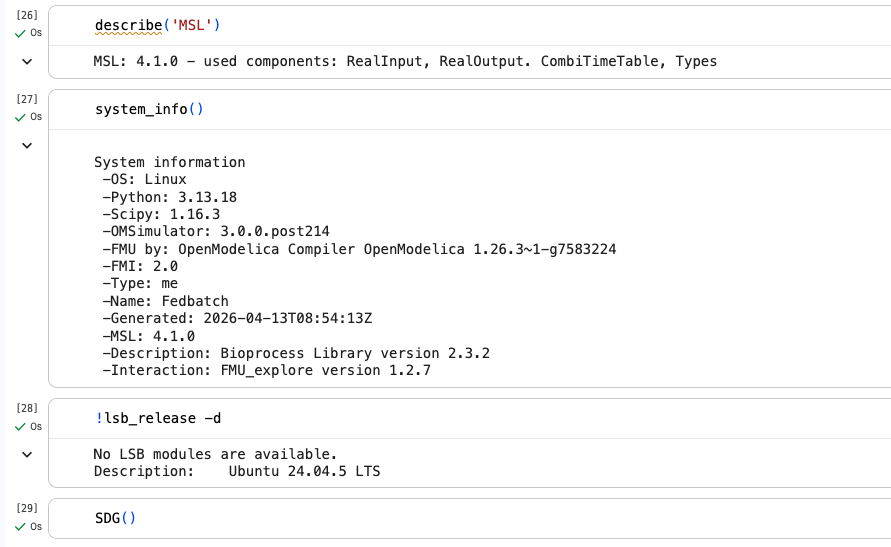 [26]
0s
describe('MSL')
MSL: 4.1.0 – used components: RealInput, RealOutput. CombiTimeTable, Types
[27]
0s
system_info()
System information
–OS: Linux
–Python: 3.13.18
–Scipy: 1.16.3
–OMSimulator: 3.0.0.post214
–FMU by: OpenModelica Compiler OpenModelica 1.26.3~1-g7583224
–FMI: 2.0
–Type: me
–Name: Fedbatch
–Generated: 2026-04-13T08:54:13Z
–MSL: 4.1.0
–Description: Bioprocess Library version 2.3.2
–Interaction: FMU_explore version 1.2.7
[28]
0s
!lsb_release –d
No LSB modules are available.
Description:    Ubuntu 24.04.5 LTS
[29]
0s
SDG()